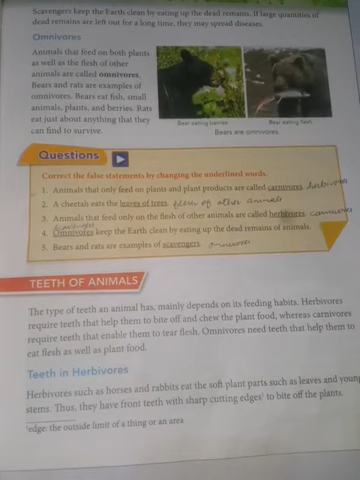 Scavengers keep the Earth clean by eating up the dead remains. If large quantities of
dead remains are left out for a long time, they may spread diseases.
Omnivores
Animals that feed on both plants
as well as the flesh of other
animals are called omnivores.
Bears and rats are examples of
omnivores. Bears eat fish, small
animals, plants, and berries. Rats
eat just about anything that they
can find to survive.
Bear eating berries
Bear eating fish
Bears are omnivores.
Questions
Correct the false statements by changing the underlined words.
1. Animals that only feed on plants and plant products are called carnivores. herbivores
2. A cheetah eats the leaves of trees. flesh of other animals
3. Animals that feed only on the flesh of other animals are called herbivores. carnivores
scavengers
4. Omnivores keep the Earth clean by eating up the dead remains of animals.
5. Bears and rats are examples of scavengers. omnivores
TEETH OF ANIMALS
The type of teeth an animal has, mainly depends on its feeding habits. Herbivores
require teeth that help them to bite off and chew the plant food, whereas carnivores
require teeth that enable them to tear flesh. Omnivores need teeth that help them to
eat flesh as well as plant food.
Teeth in Herbivores
Herbivores such as horses and rabbits eat the soft plant parts such as leaves and young
stems. Thus, they have front teeth with sharp cutting edges¹ to bite off the plants.
¹edge: the outside limit of a thing or an area